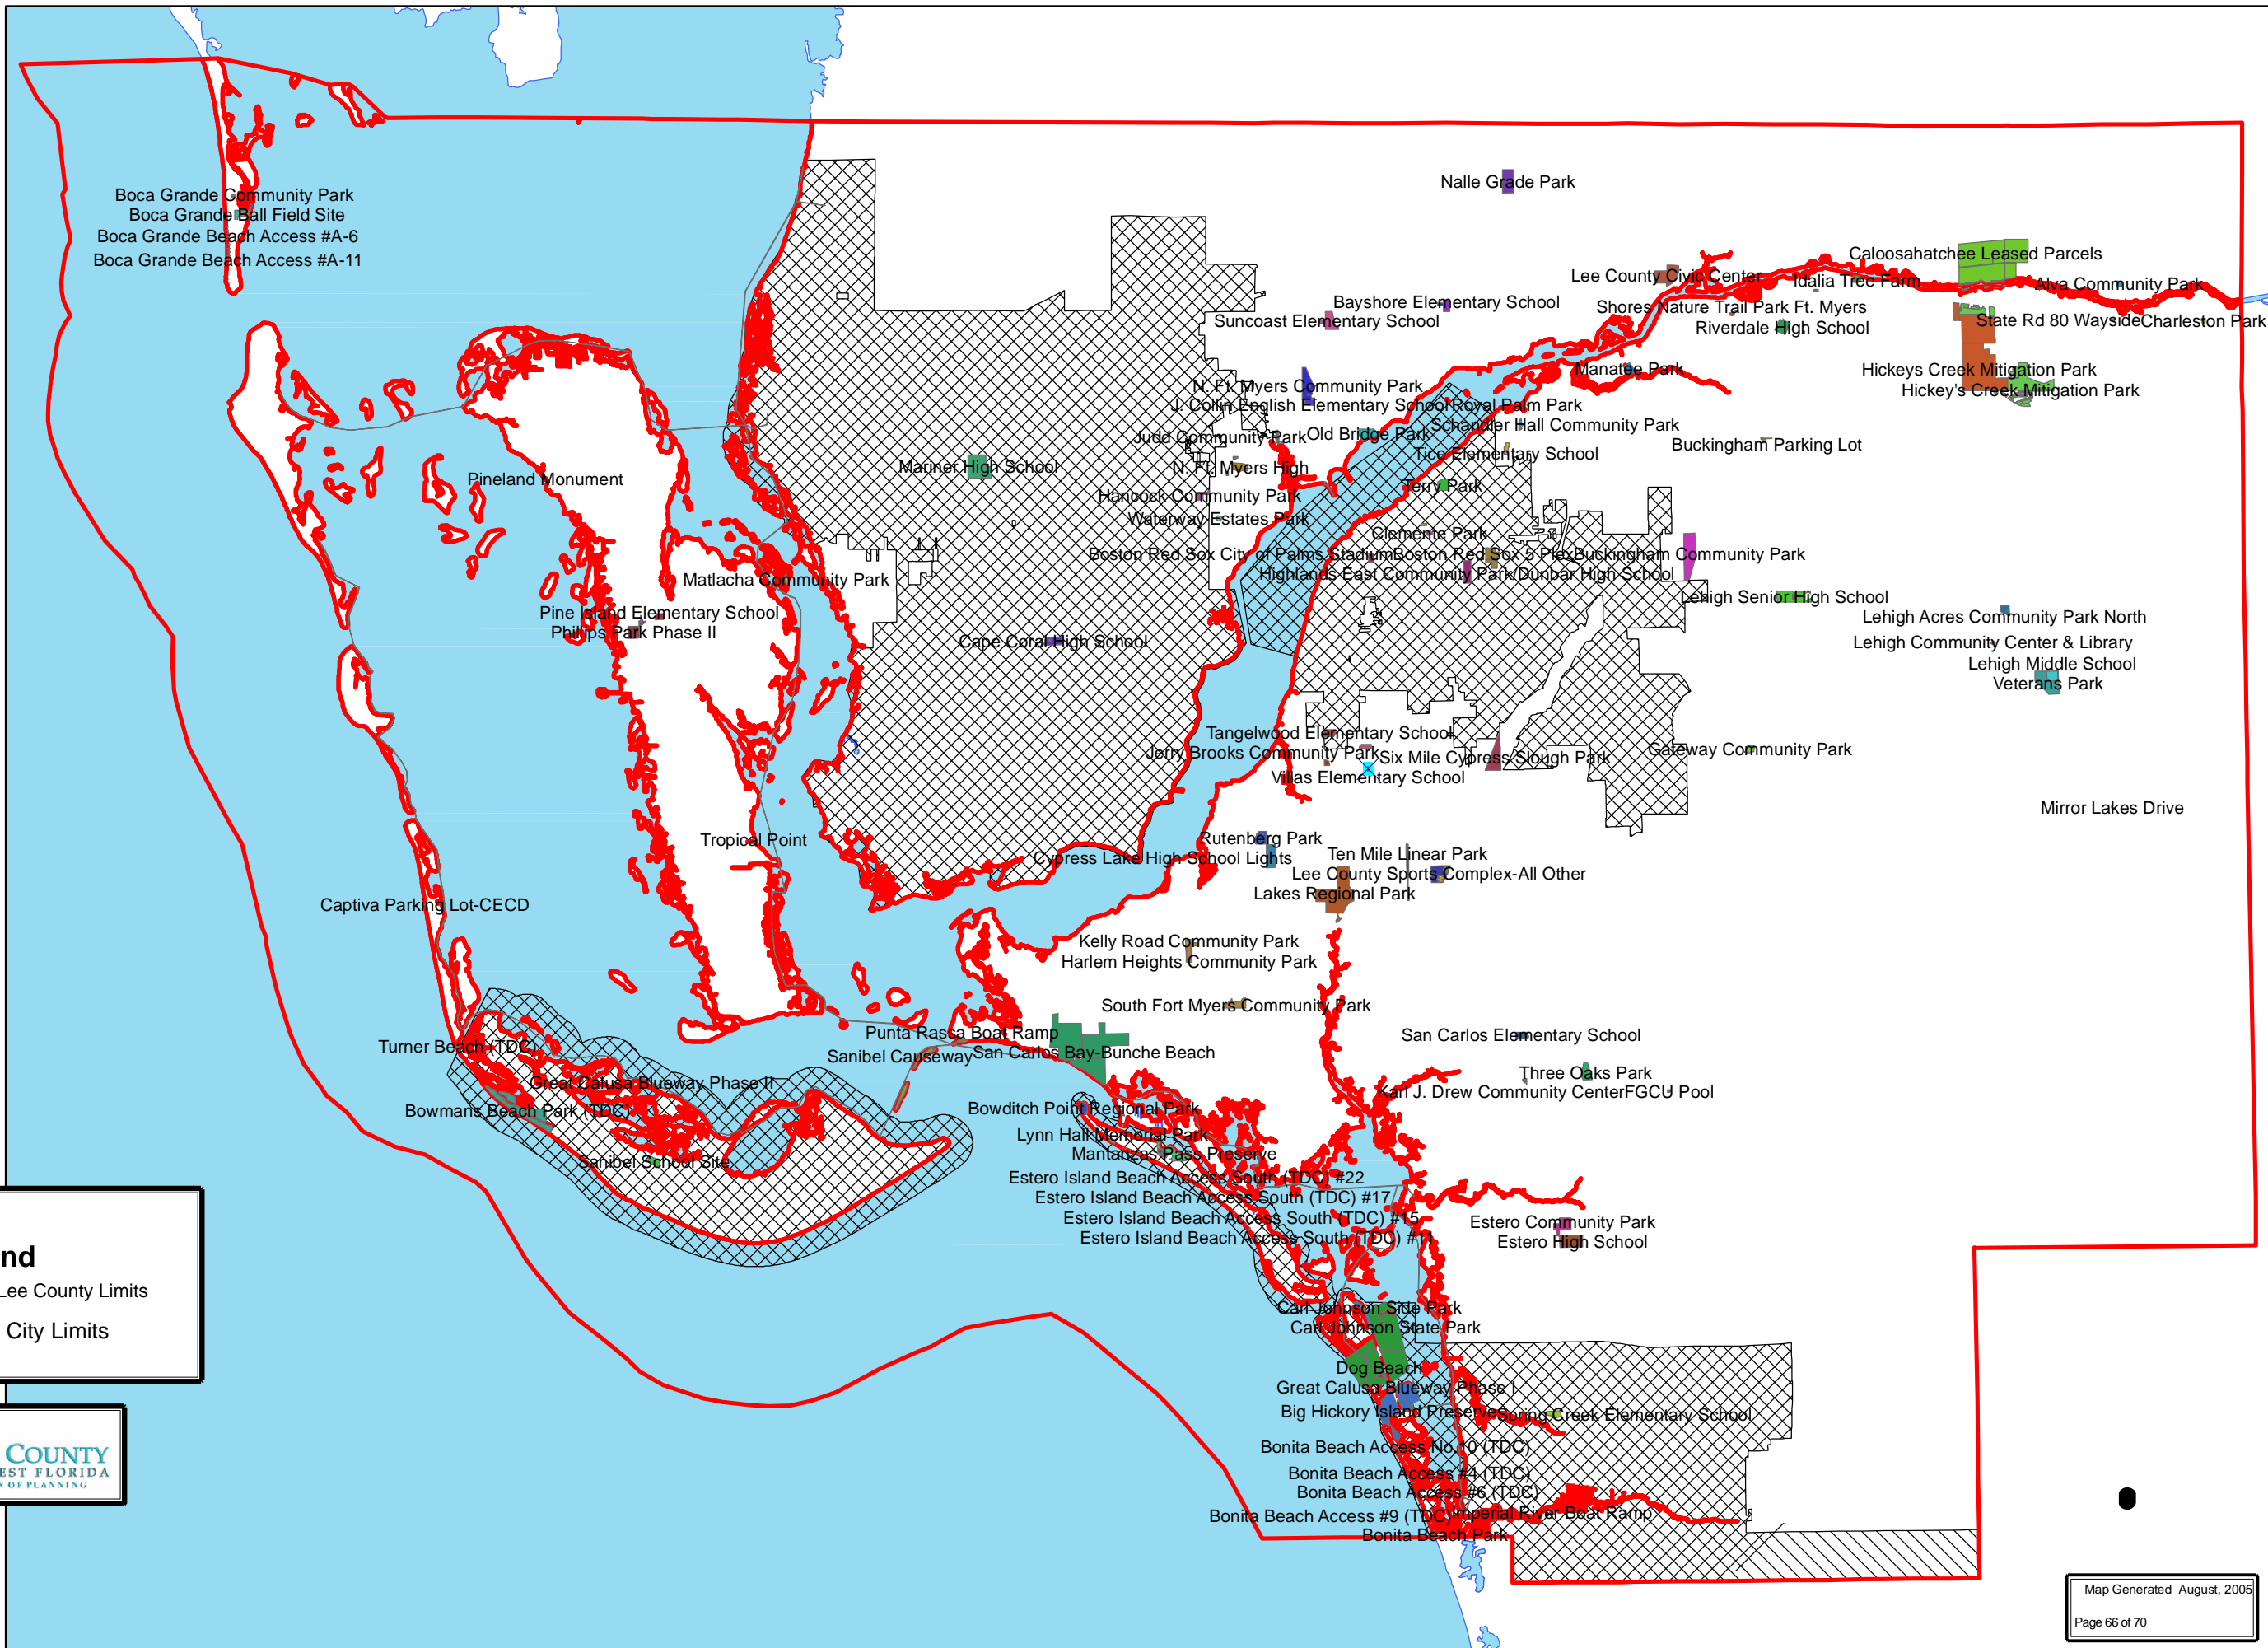 Nalle Grade Park
Boca Grande Community Park
Boca Grande Ball Field Site
Boca Grande Beach Access #A-6
Boca Grande Beach Access #A-11
Caloosahatchee Leased Parcels
Lee County Civic Center
Idalia Tree Farm
Alva Community Park
Bayshore Elementary School
Shores Nature Trail Park Ft. Myers
Suncoast Elementary School
Riverdale High School
State Rd 80 Wayside
Charleston Park
Manatee Park
Hickeys Creek Mitigation Park
Hickey's Creek Mitigation Park
N. Ft. Myers Community Park
J. Collin English Elementary School
Royal Palm Park
Schandler Hall Community Park
Judd Community Park
Old Bridge Park
Buckingham Parking Lot
Tice Elementary School
Mariner High School
N. Ft. Myers High
Pineland Monument
Terry Park
Hancock Community Park
Waterway Estates Park
Clemente Park
Boston Red Sox City of Palms Stadium
Boston Red Sox 5 Plex
Buckingham Community Park
Highlands East Community Park/Dunbar High School
Matlacha Community Park
Lehigh Senior High School
Pine Island Elementary School
Phillips Park Phase II
Lehigh Acres Community Park North
Cape Coral High School
Lehigh Community Center & Library
Lehigh Middle School
Veterans Park
Tangelwood Elementary School
Jerry Brooks Community Park
Six Mile Cypress Slough Park
Gateway Community Park
Villas Elementary School
Mirror Lakes Drive
Tropical Point
Rutenberg Park
Cypress Lake High School Lights
Ten Mile Linear Park
Lee County Sports Complex-All Other
Lakes Regional Park
Captiva Parking Lot-CECD
Kelly Road Community Park
Harlem Heights Community Park
South Fort Myers Community Park
Punta Rassa Boat Ramp
San Carlos Elementary School
Turner Beach (TDC)
Sanibel Causeway
San Carlos Bay-Bunche Beach
Three Oaks Park
Great Calusa Blueway Phase II
Karl J. Drew Community Center
FGCU Pool
Bowmans Beach Park (TDC)
Bowditch Point Regional Park
Lynn Hall Memorial Park
Mantanzas Pass Preserve
Sanibel School Site
Estero Island Beach Access South (TDC) #22
Estero Island Beach Access South (TDC) #17
Estero Island Beach Access South (TDC) #15
Estero Island Beach Access South (TDC) #11
Estero Community Park
Estero High School
nd
Lee County Limits
City Limits
Carl Johnson Side Park
Carl Johnson State Park
Dog Beach
Great Calusa Blueway Phase I
Big Hickory Island Preserve
Spring Creek Elementary School
Bonita Beach Access No.10 (TDC)
Bonita Beach Access #4 (TDC)
Bonita Beach Access #6 (TDC)
Bonita Beach Access #9 (TDC)
Imperial River Boat Ramp
Bonita Beach Park
COUNTY
EST FLORIDA
N OF PLANNING
Map Generated August, 2005
Page 66 of 70